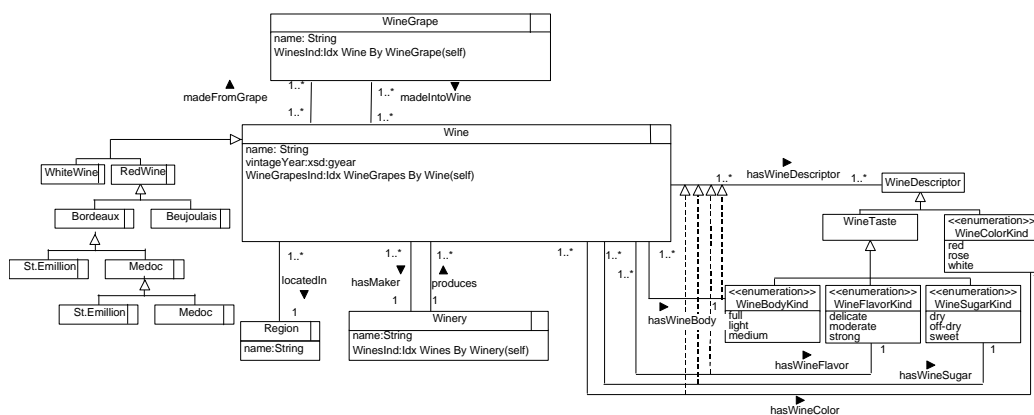 WineGrape
name: String
WinesInd:Idx Wine By WineGrape(self)
1..*
1..*
madeFromGrape
madeIntoWine
1..*
1..*
Wine
name: String
vintageYear:xsd:gyear
WineGrapesInd:Idx WineGrapes By Wine(self)
WhiteWine
RedWine
Bordeaux
Beujoulais
St.Emillion
Medoc
St.Emillion
Medoc
1..*
hasWineDescriptor
1..*
WineDescriptor
WineTaste
<<enumeration>>
WineColorKind
red
rose
white
1..*
locatedIn
1
1..*
hasMaker
1
1..*
produces
1
1..*
1..*
1..*
1..*
Region
name:String
Winery
name:String
WinesInd:Idx Wines By Winery(self)
hasWineBody
1
<<enumeration>>
WineBodyKind
full
light
medium
<<enumeration>>
WineFlavorKind
delicate
moderate
strong
<<enumeration>>
WineSugarKind
dry
off-dry
sweet
1
1
hasWineFlavor
hasWineSugar
hasWineColor